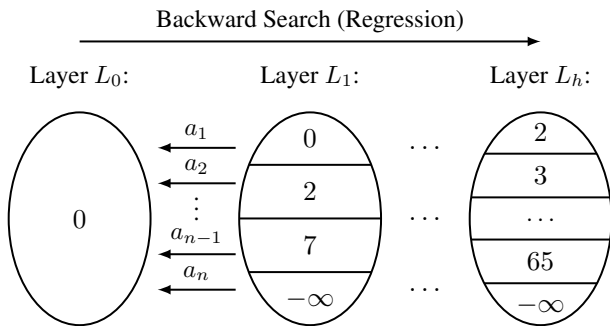 Backward Search (Regression)
Layer L₀: Layer L₁: Layer Lₕ:
a₁ 0 ... 2
a₂ 2 3
0 ⋮ ... ...
aₙ₋₁ 7 65
aₙ −∞ ... −∞